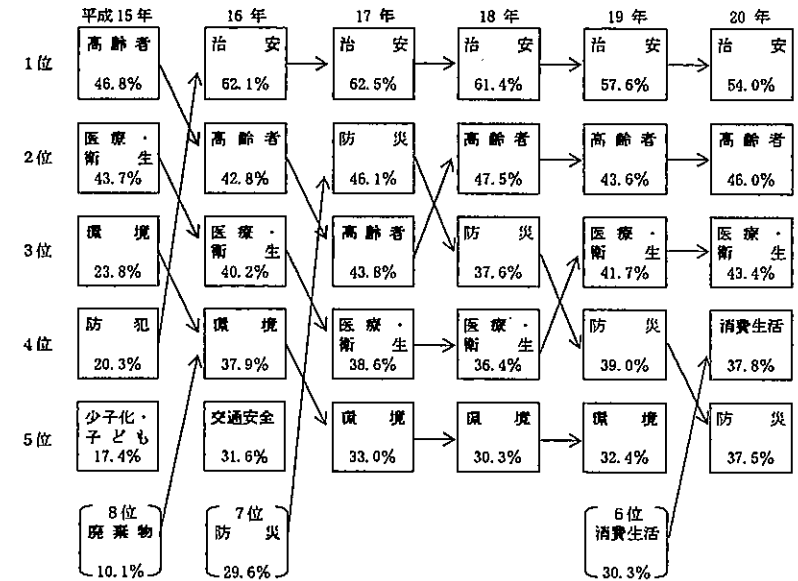 平成15年 16年 17年 18年 19年 20年
1位
高齢者 治安 治安 治安 治安 治安
46.8% 62.1% 62.5% 61.4% 57.6% 54.0%
2位
医療・ 高齢者 防災 高齢者 高齢者 高齢者
衛生
43.7% 42.8% 46.1% 47.5% 43.6% 46.0%
3位
環境 医療・ 高齢者 防災 医療・ 医療・
衛生 衛生 衛生
23.8% 40.2% 43.8% 37.6% 41.7% 43.4%
4位
防犯 環境 医療・ 医療・ 防災 消費生活
衛生 衛生
20.3% 37.9% 38.6% 36.4% 39.0% 37.8%
5位
少子化・ 交通安全 環境 環境 環境 防災
子ども
17.4% 31.6% 33.0% 30.3% 32.4% 37.5%
8位 7位 6位
廃棄物 防災 消費生活
10.1% 29.6% 30.3%